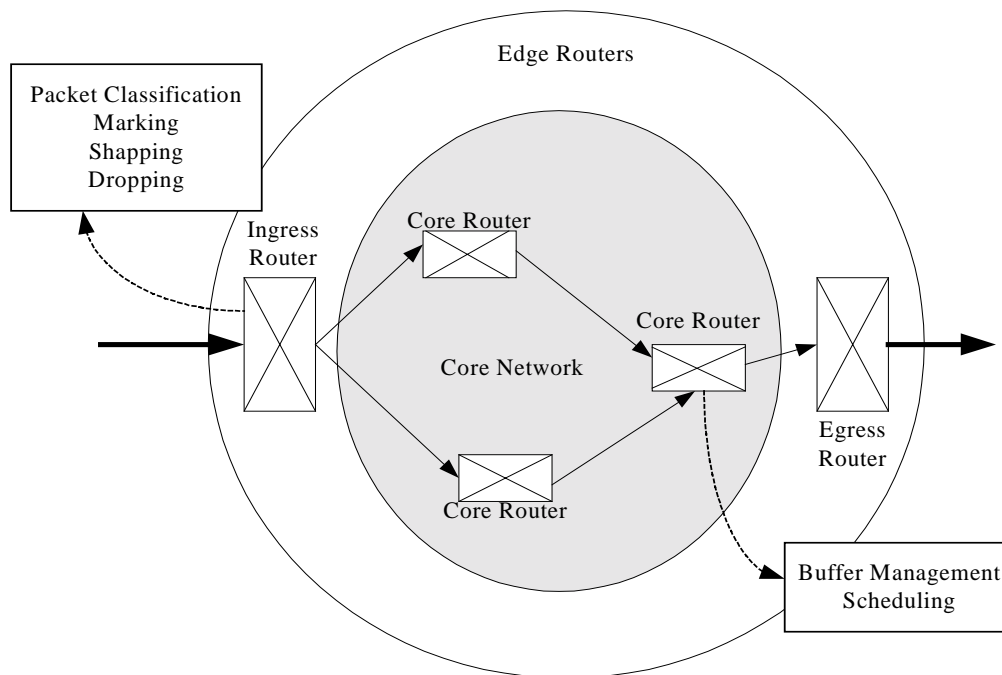 Edge Routers
Packet Classification
Marking
Shapping
Dropping
Ingress
Router
Core Router
Core Router
Core Network
Core Router
Egress
Router
Buffer Management
Scheduling